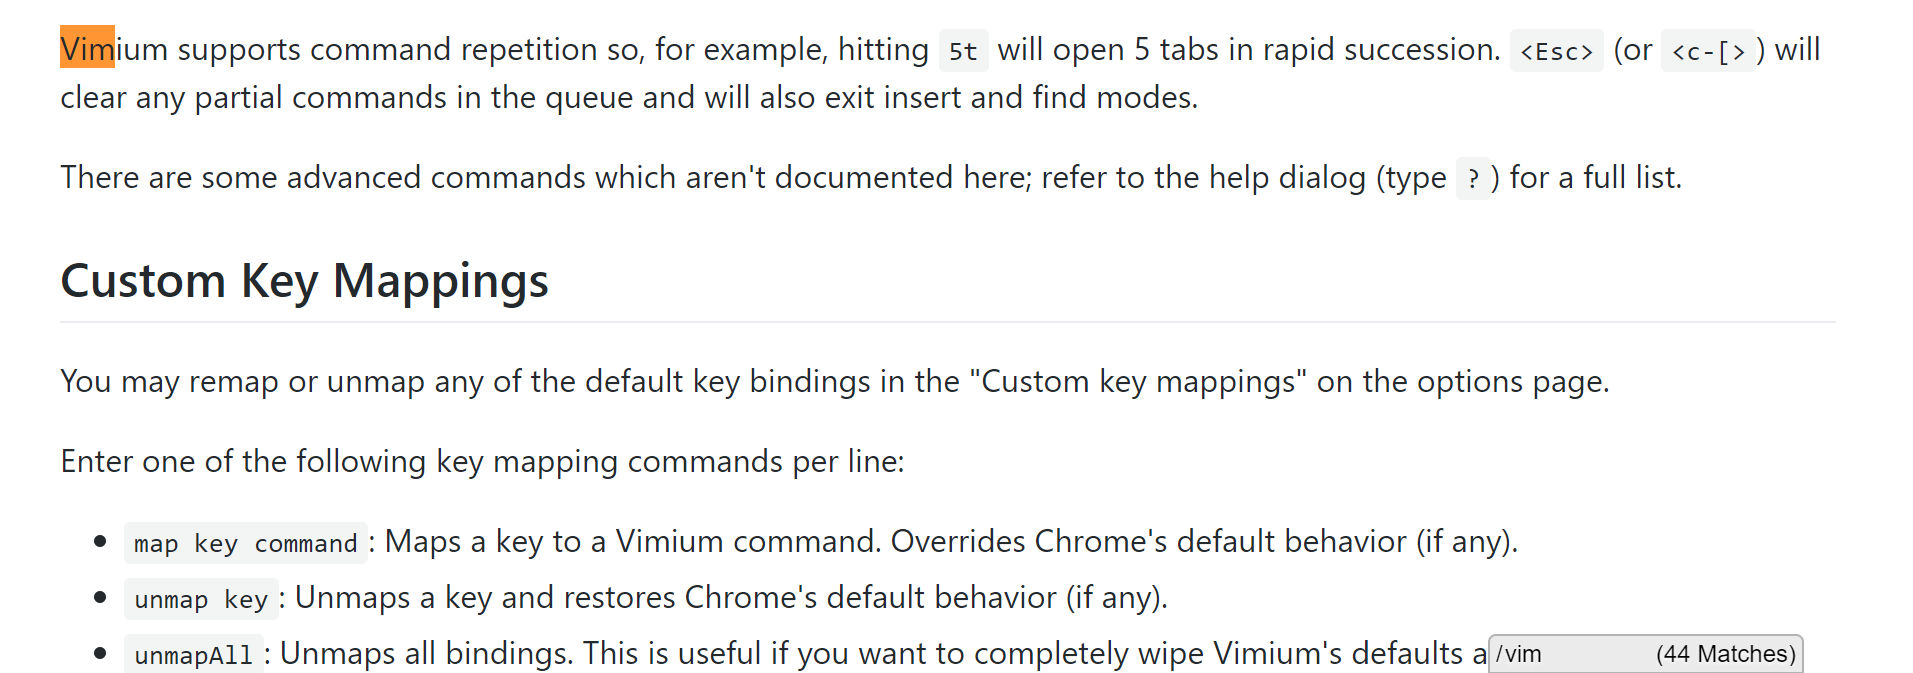 Vimium supports command repetition so, for example, hitting 5t will open 5 tabs in rapid succession. <Esc> (or <c-[>) will
clear any partial commands in the queue and will also exit insert and find modes.
There are some advanced commands which aren't documented here; refer to the help dialog (type ?) for a full list.
Custom Key Mappings
You may remap or unmap any of the default key bindings in the "Custom key mappings" on the options page.
Enter one of the following key mapping commands per line:
• map key command: Maps a key to a Vimium command. Overrides Chrome's default behavior (if any).
• unmap key: Unmaps a key and restores Chrome's default behavior (if any).
• unmapAll: Unmaps all bindings. This is useful if you want to completely wipe Vimium's defaults a
/vim (44 Matches)